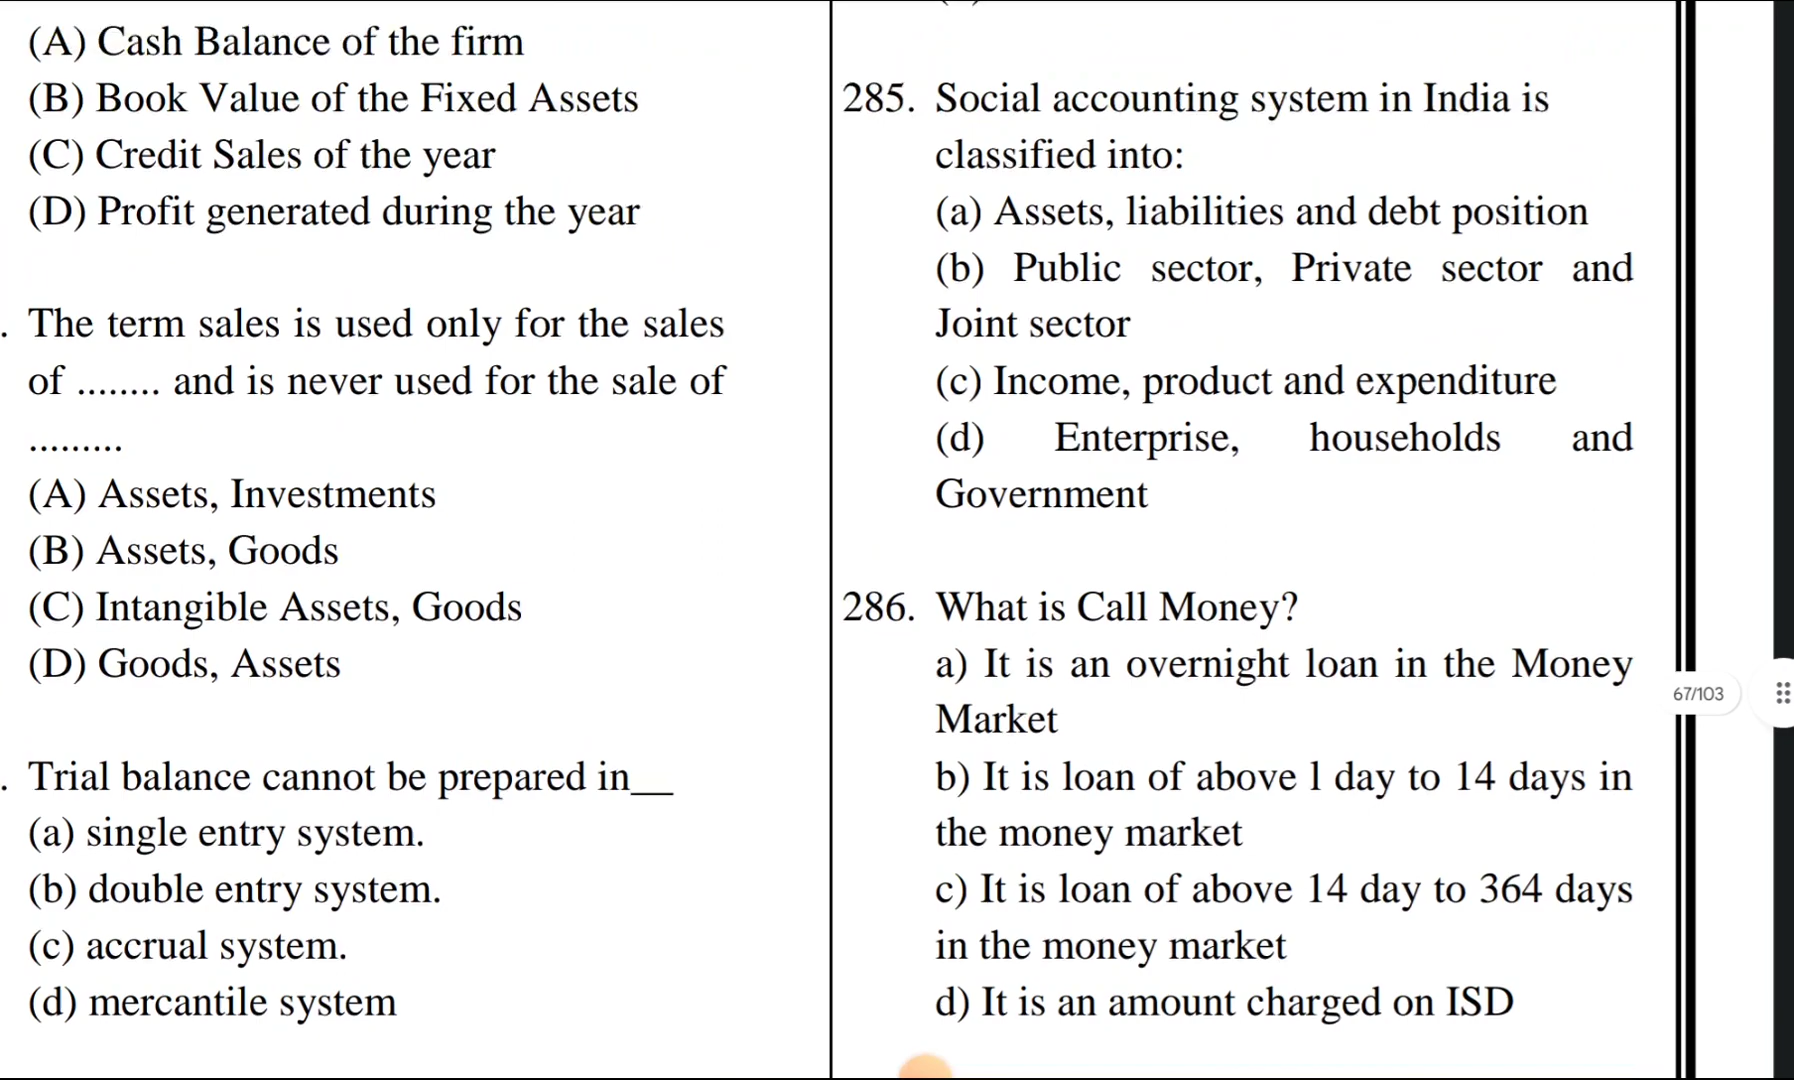 (A) Cash Balance of the firm
(B) Book Value of the Fixed Assets
(C) Credit Sales of the year
(D) Profit generated during the year
. The term sales is used only for the sales
of ........ and is never used for the sale of
.........
(A) Assets, Investments
(B) Assets, Goods
(C) Intangible Assets, Goods
(D) Goods, Assets
. Trial balance cannot be prepared in__
(a) single entry system.
(b) double entry system.
(c) accrual system.
(d) mercantile system
285. Social accounting system in India is
classified into:
(a) Assets, liabilities and debt position
(b) Public sector, Private sector and
Joint sector
(c) Income, product and expenditure
(d) Enterprise, households and
Government
286. What is Call Money?
a) It is an overnight loan in the Money
Market
b) It is loan of above l day to 14 days in
the money market
c) It is loan of above 14 day to 364 days
in the money market
d) It is an amount charged on ISD
67/103